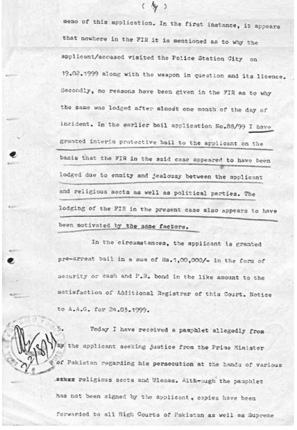 ( 4 )
memo of this application. In the first instance, it appears
that nowhere in the FIR it is mentioned as to why the
applicant/accused visited the Police Station City on
19.02.1999 along with the weapon in question and its licence.
Secondly, no reasons have been given in the FIR as to why
the same was lodged after almost one month of the day of
incident. In the earlier bail application No.88/99 I have
granted interim protective bail to the applicant on the
basis that the FIR in the said case appeared to have been
lodged due to enmity and jealousy between the applicant
and religious sects as well as political parties. The
lodging of the FIR in the present case also appears to have
been motivated by the same factors.
In the circumstances, the applicant is granted
pre-arrest bail in a sum of Rs.1,00,000/- in the form of
security or cash and P.R. bond in the like amount to the
satisfaction of Additional Registrar of this Court. Notice
to A.A.G. for 24.03.1999.
5. Today I have received a pamphlet allegedly from
by the applicant seeking justice from the Prime Minister
of Pakistan regarding his persecution at the hands of various
religious sects and Ulemas. Although the pamphlet
has not been signed by the applicant, copies have been
forwarded to all High Courts of Pakistan as well as Supreme